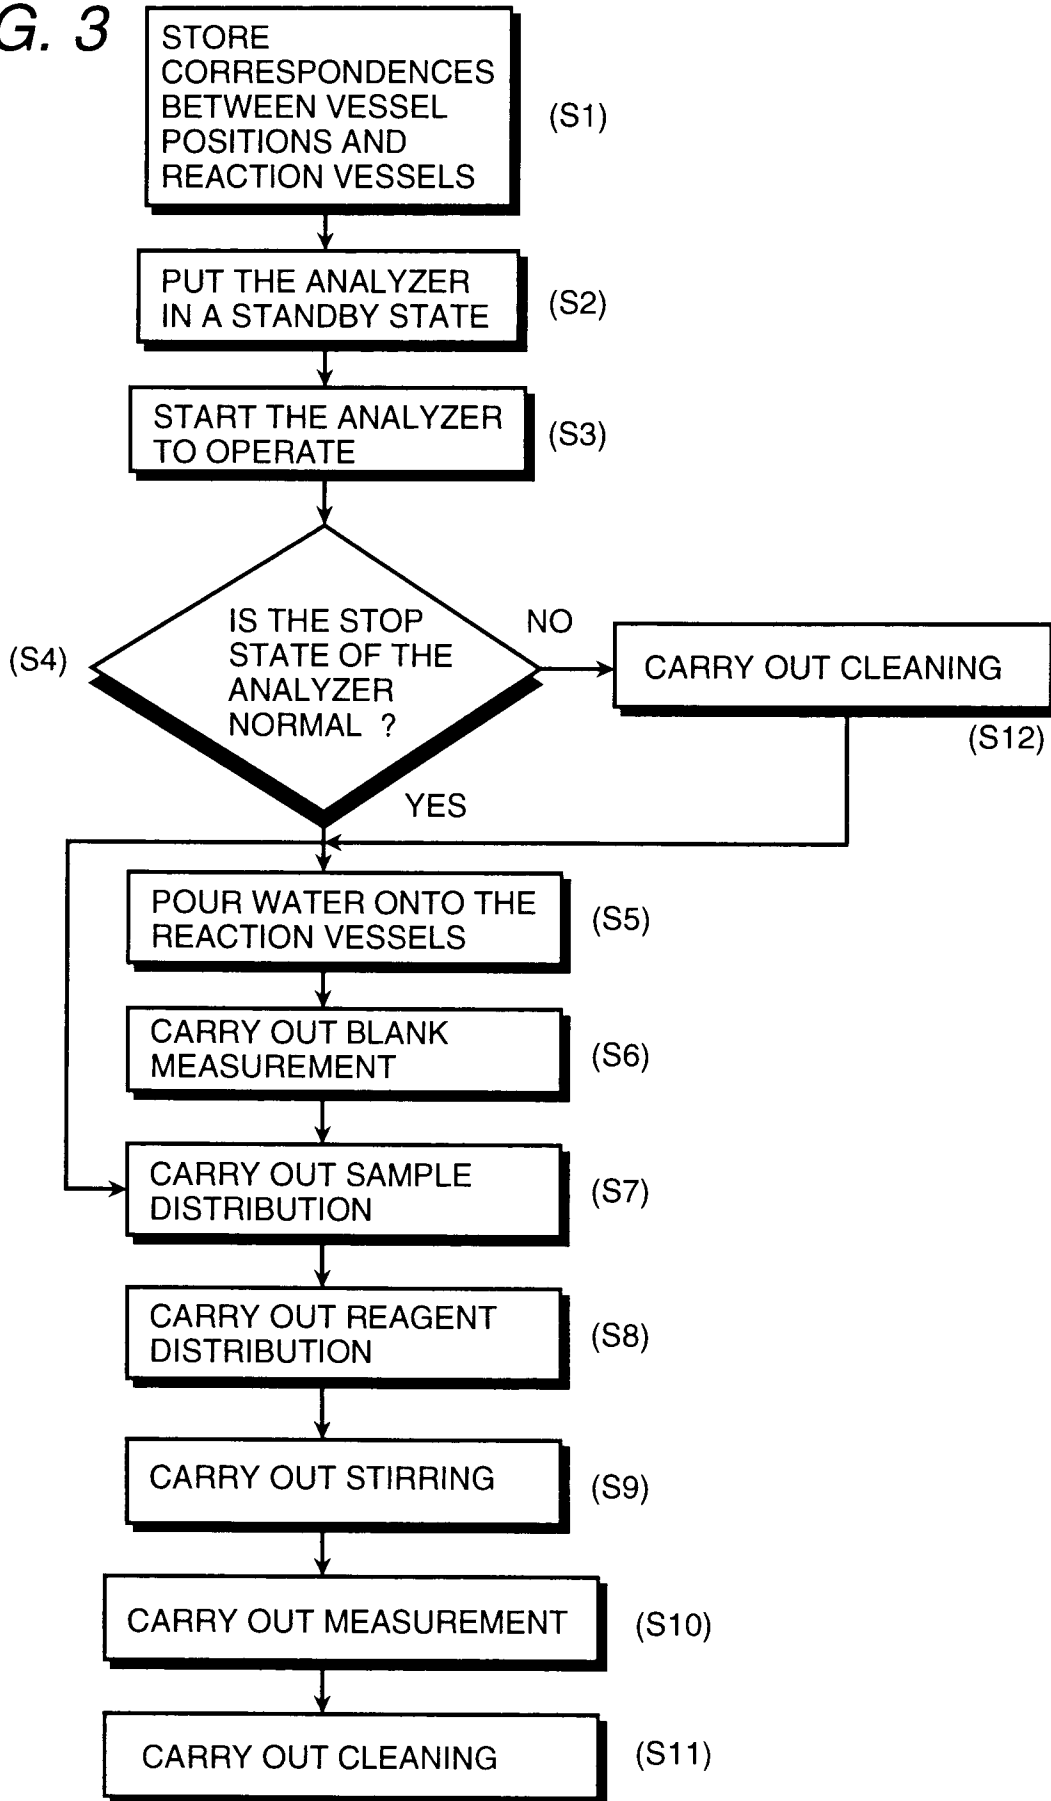 G. 3
STORE
CORRESPONDENCES
BETWEEN VESSEL
POSITIONS AND
REACTION VESSELS
(S1)
PUT THE ANALYZER
IN A STANDBY STATE
(S2)
START THE ANALYZER
TO OPERATE
(S3)
IS THE STOP
STATE OF THE
ANALYZER
NORMAL ?
(S4)
NO
CARRY OUT CLEANING
(S12)
YES
POUR WATER ONTO THE
REACTION VESSELS
(S5)
CARRY OUT BLANK
MEASUREMENT
(S6)
CARRY OUT SAMPLE
DISTRIBUTION
(S7)
CARRY OUT REAGENT
DISTRIBUTION
(S8)
CARRY OUT STIRRING
(S9)
CARRY OUT MEASUREMENT
(S10)
CARRY OUT CLEANING
(S11)